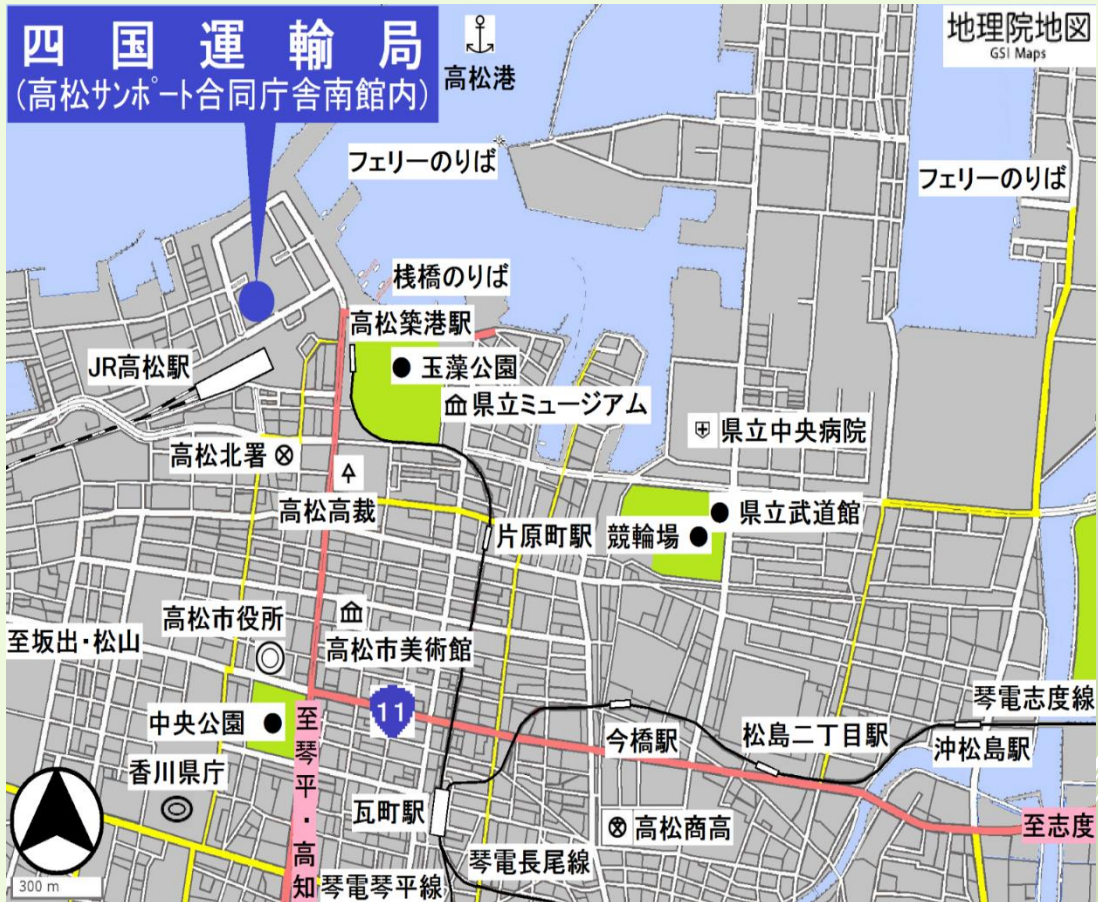 四国運輸局
(高松サンポート合同庁舎南館内)
高松港
地理院地図
GSI Maps
フェリーのりば
フェリーのりば
桟橋のりば
高松築港駅
JR高松駅
玉藻公園
県立ミュージアム
県立中央病院
高松北署
高松高裁
片原町駅
県立武道館
競輪場
高松市役所
至坂出・松山
高松市美術館
11
中央公園
至琴平・高知
香川県庁
今橋駅
松島二丁目駅
琴電志度線
沖松島駅
瓦町駅
高松商高
至志度
琴電長尾線
琴電琴平線
300 m